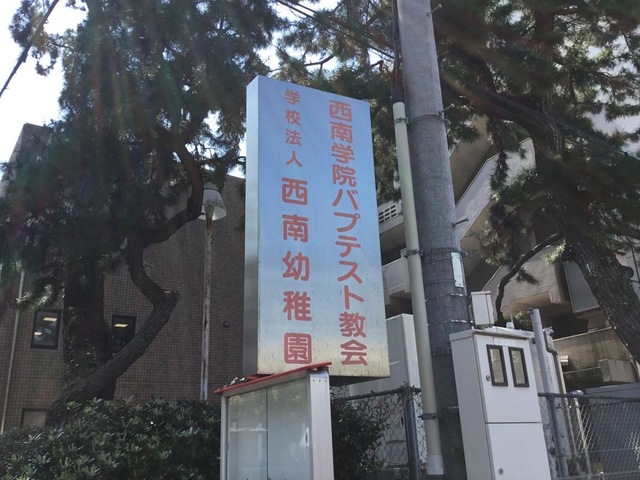 西南学院バプテスト教会
学校法人 西南幼稚園